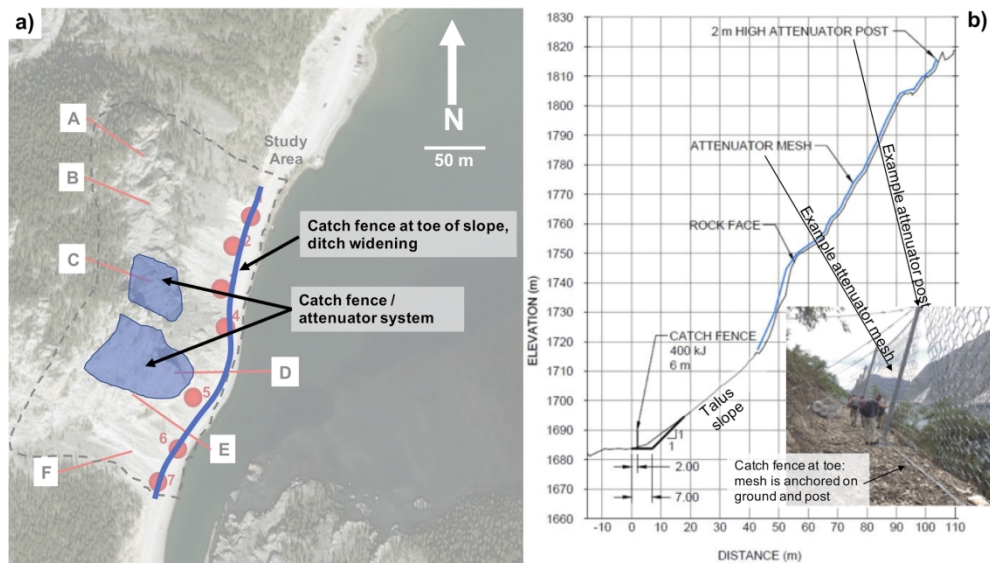 a)
A
B
C
D
E
F
N
50 m
Study
Area
2
4
5
6
7
Catch fence at toe of slope,
ditch widening
Catch fence /
attenuator system
b)
ELEVATION (m)
1830
1820
1810
1800
1790
1780
1770
1760
1750
1740
1730
1720
1710
1700
1690
1680
1670
1660
2 m HIGH ATTENUATOR POST
ATTENUATOR MESH
ROCK FACE
Example attenuator post
Example attenuator mesh
CATCH FENCE
400 kJ
6 m
Talus
slope
1
1
2.00
7.00
Catch fence at toe:
mesh is anchored on
ground and post
-10 0 10 20 30 40 50 60 70 80 90 100 110
DISTANCE (m)